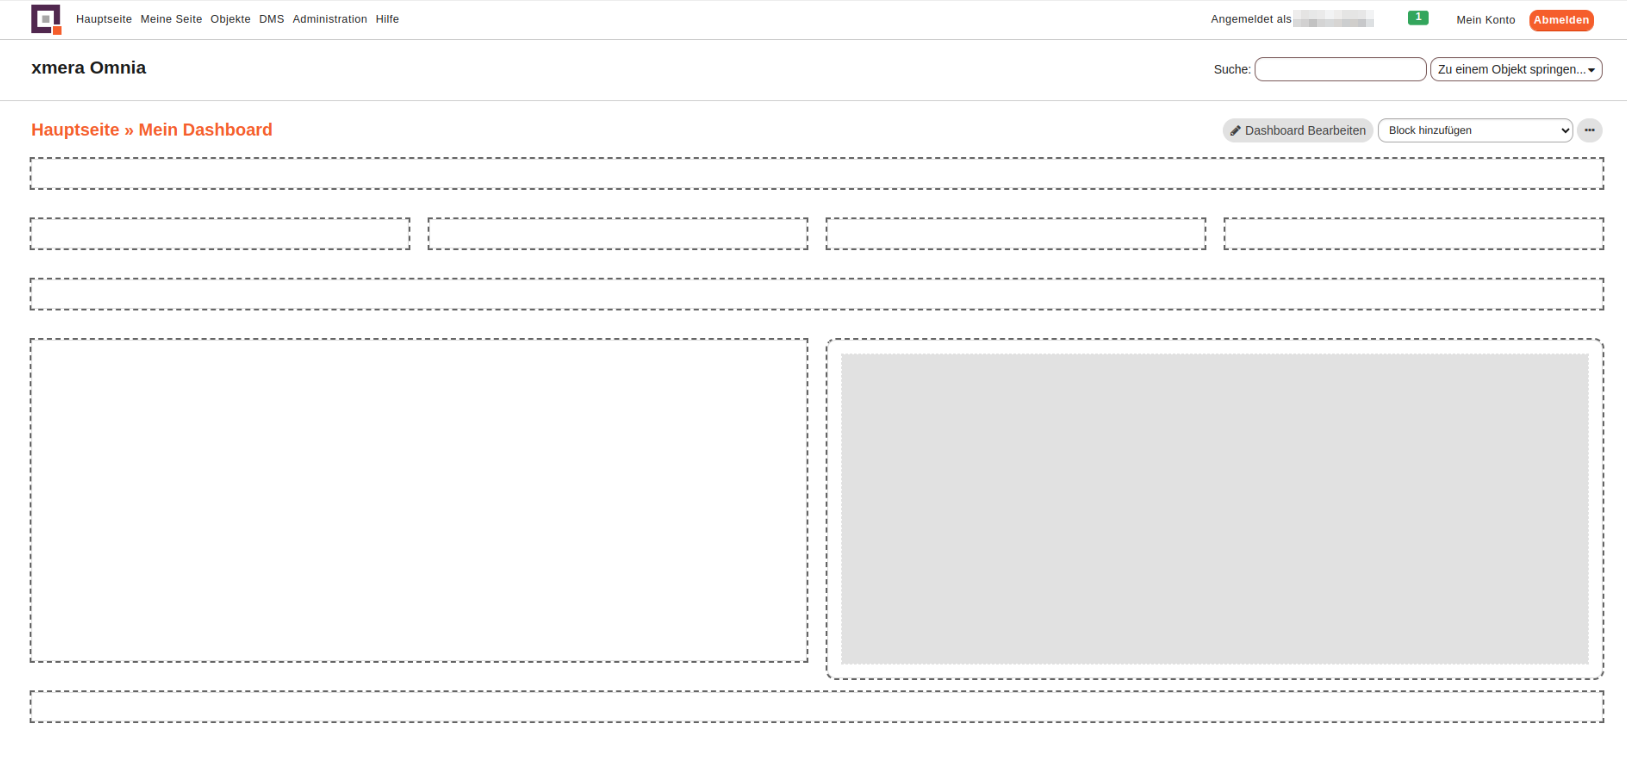 Hauptseite Meine Seite Objekte DMS Administration Hilfe
Angemeldet als 1 Mein Konto Abmelden
xmera Omnia
Suche: Zu einem Objekt springen...
Hauptseite » Mein Dashboard
Dashboard Bearbeiten Block hinzufügen